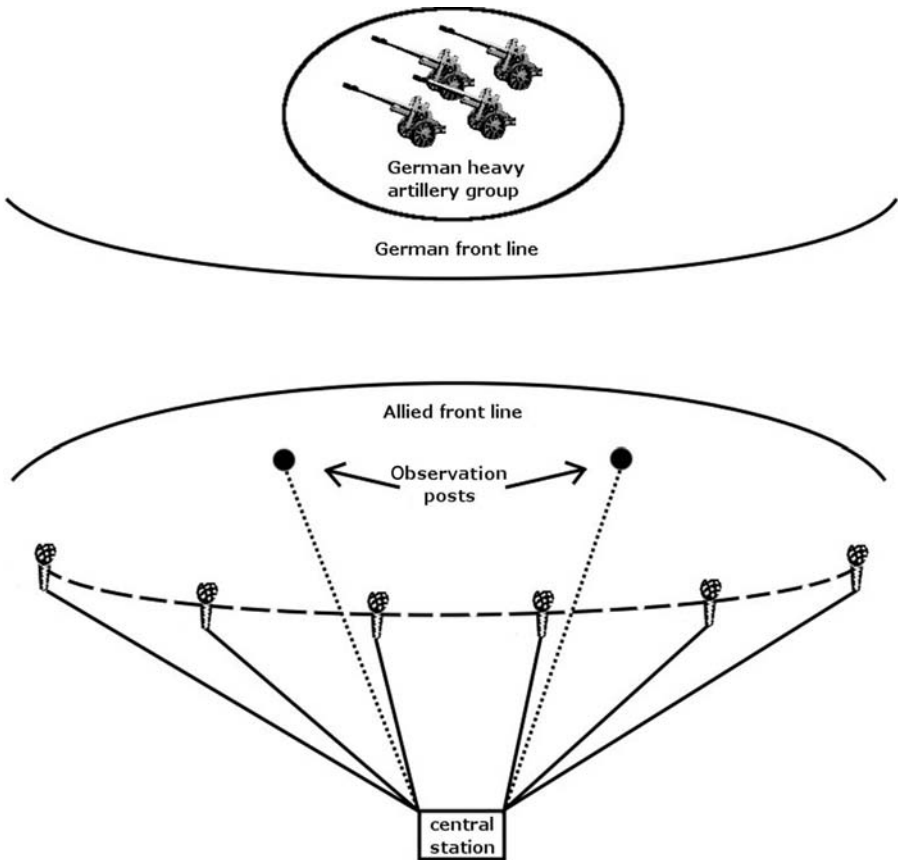 German heavy
artillery group
German front line
Allied front line
Observation
posts
central
station